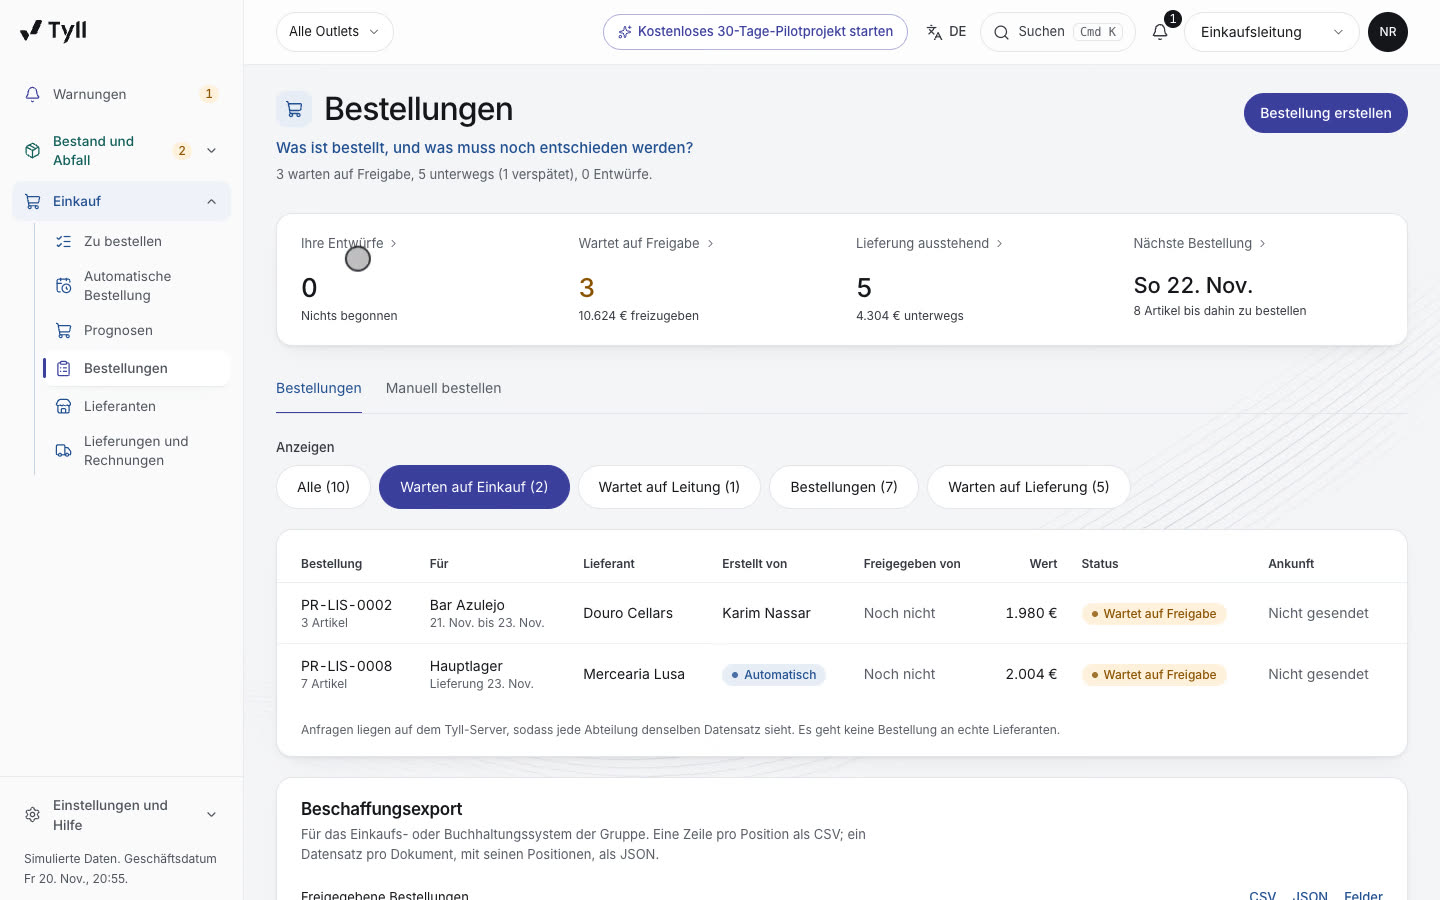 Tyll
Alle Outlets
Kostenloses 30-Tage-Pilotprojekt starten
DE
Suchen
Cmd K
1
Einkaufsleitung
NR
Warnungen
1
Bestand und
Abfall
2
Einkauf
Zu bestellen
Automatische
Bestellung
Prognosen
Bestellungen
Lieferanten
Lieferungen und
Rechnungen
Einstellungen und
Hilfe
Simulierte Daten. Geschäftsdatum
Fr 20. Nov., 20:55.
Bestellungen
Bestellung erstellen
Was ist bestellt, und was muss noch entschieden werden?
3 warten auf Freigabe, 5 unterwegs (1 verspätet), 0 Entwürfe.
Ihre Entwürfe
0
Nichts begonnen
Wartet auf Freigabe
3
10.624 € freizugeben
Lieferung ausstehend
5
4.304 € unterwegs
Nächste Bestellung
So 22. Nov.
8 Artikel bis dahin zu bestellen
Bestellungen
Manuell bestellen
Anzeigen
Alle (10)
Warten auf Einkauf (2)
Wartet auf Leitung (1)
Bestellungen (7)
Warten auf Lieferung (5)
Bestellung Für Lieferant Erstellt von Freigegeben von Wert Status Ankunft
PR-LIS-0002 Bar Azulejo Douro Cellars Karim Nassar Noch nicht 1.980 € Wartet auf Freigabe Nicht gesendet
3 Artikel 21. Nov. bis 23. Nov.
PR-LIS-0008 Hauptlager Mercearia Lusa Automatisch Noch nicht 2.004 € Wartet auf Freigabe Nicht gesendet
7 Artikel Lieferung 23. Nov.
Anfragen liegen auf dem Tyll-Server, sodass jede Abteilung denselben Datensatz sieht. Es geht keine Bestellung an echte Lieferanten.
Beschaffungsexport
Für das Einkaufs- oder Buchhaltungssystem der Gruppe. Eine Zeile pro Position als CSV; ein
Datensatz pro Dokument, mit seinen Positionen, als JSON.
Freigegebene Bestellungen
CSV JSON Felder